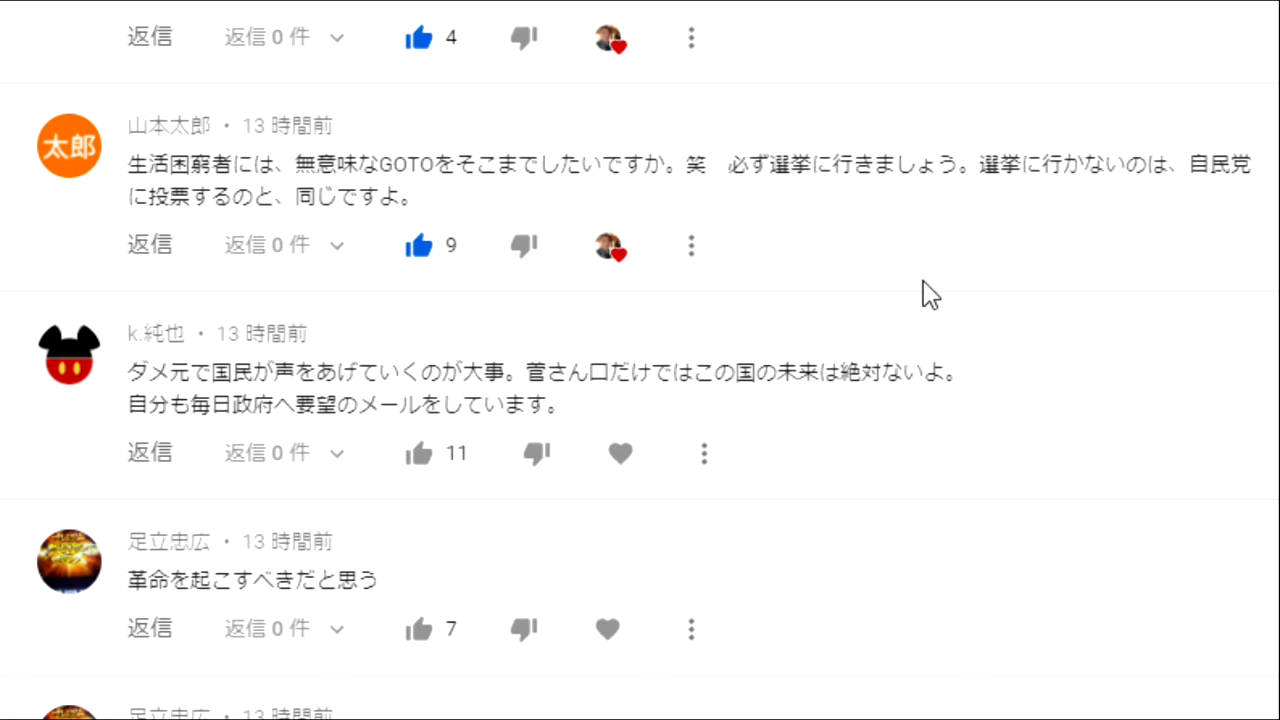 返信 返信 0 件 4
太郎
山本太郎 • 13 時間前
生活困窮者には、無意味なGOTOをそこまでしたいですか。笑　必ず選挙に行きましょう。選挙に行かないのは、自民党
に投票するのと、同じですよ。
返信 返信 0 件 9
k.純也 • 13 時間前
ダメ元で国民が声をあげていくのが大事。菅さん口だけではこの国の未来は絶対ないよ。
自分も毎日政府へ要望のメールをしています。
返信 返信 0 件 11
足立忠広 • 13 時間前
革命を起こすべきだと思う
返信 返信 0 件 7
足立忠広 • 13 時間前